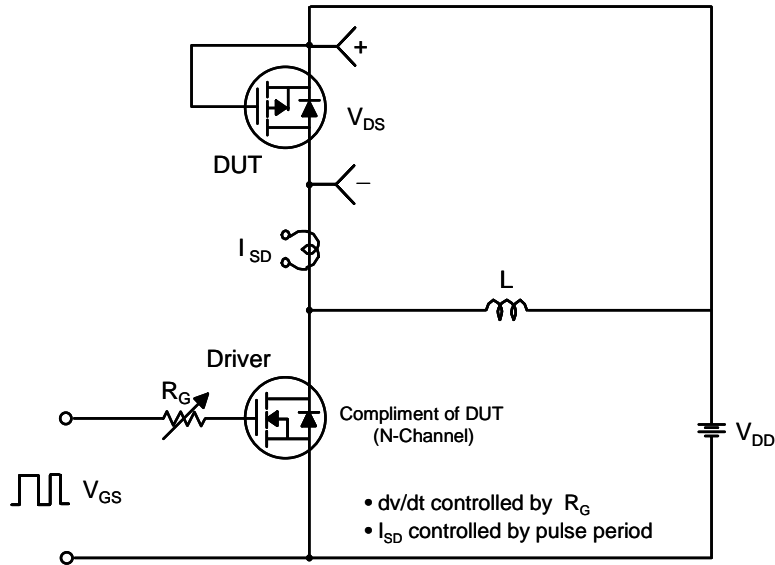 +
V_DS
DUT
–
I_SD
L
Driver
R_G
Compliment of DUT
(N-Channel)
V_DD
V_GS
• dv/dt controlled by R_G
• I_SD controlled by pulse period